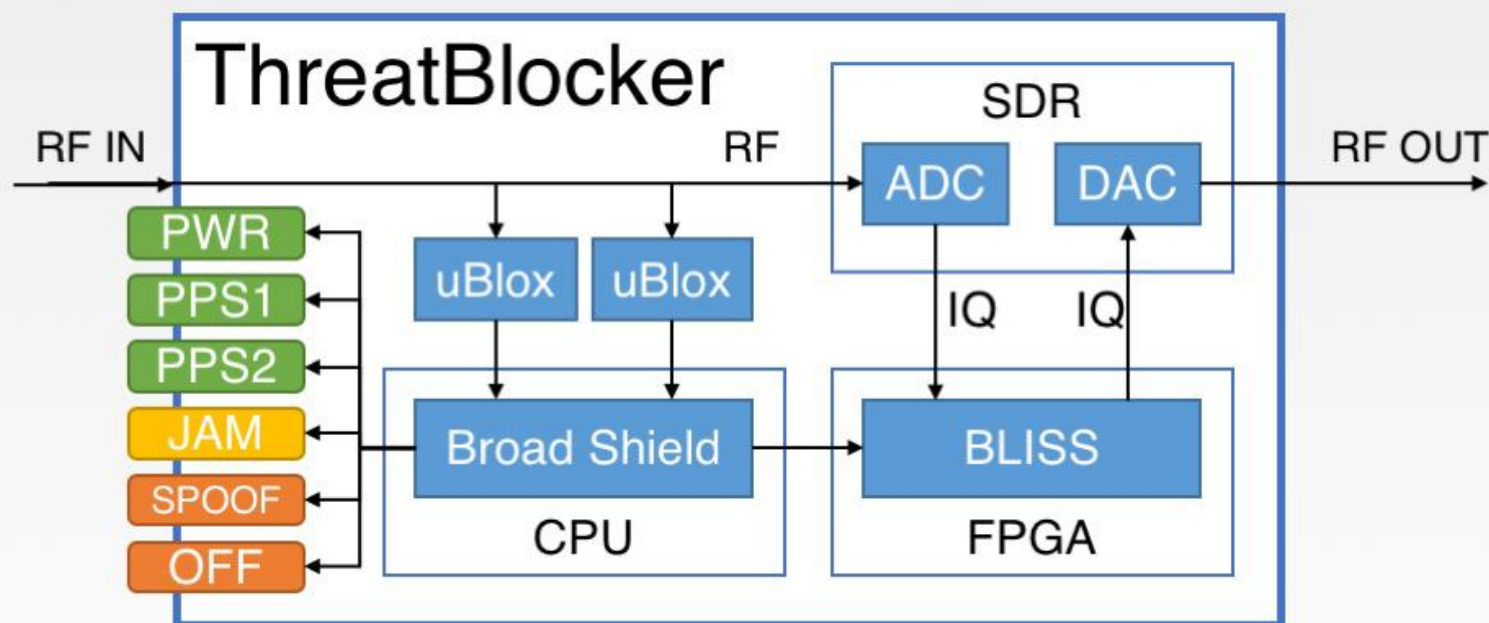 ThreatBlocker
SDR
RF IN
RF
RF OUT
ADC
DAC
PWR
uBlox
uBlox
PPS1
IQ
IQ
PPS2
JAM
Broad Shield
BLISS
SPOOF
CPU
FPGA
OFF